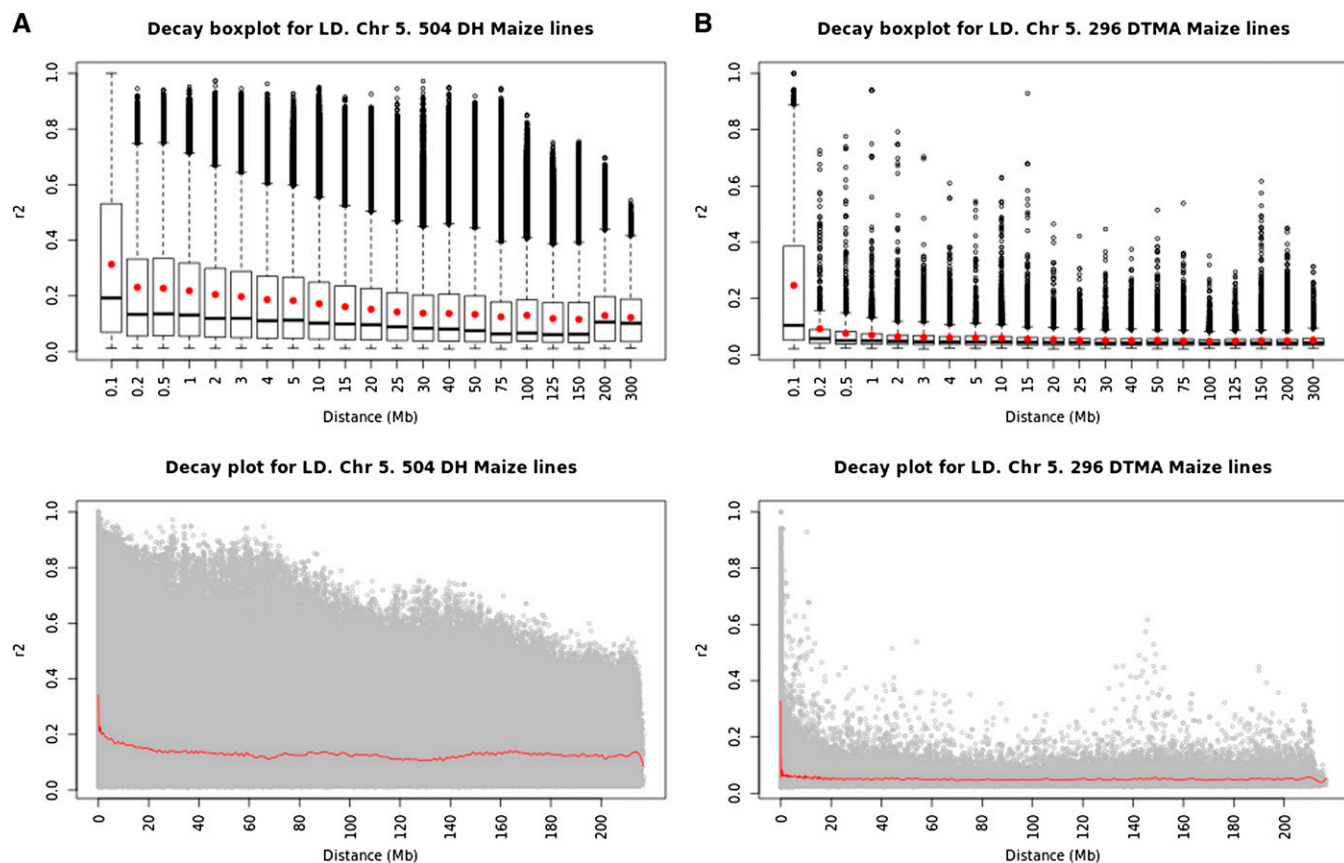 A
Decay boxplot for LD. Chr 5. 504 DH Maize lines
r2
0.0 0.2 0.4 0.6 0.8 1.0
0.1 0.2 0.5 1 2 3 4 5 10 15 20 25 30 40 50 75 100 125 150 200 300
Distance (Mb)
B
Decay boxplot for LD. Chr 5. 296 DTMA Maize lines
r2
0.0 0.2 0.4 0.6 0.8 1.0
0.1 0.2 0.5 1 2 3 4 5 10 15 20 25 30 40 50 75 100 125 150 200 300
Distance (Mb)
Decay plot for LD. Chr 5. 504 DH Maize lines
r2
0.0 0.2 0.4 0.6 0.8 1.0
0 20 40 60 80 100 120 140 160 180 200
Distance (Mb)
Decay plot for LD. Chr 5. 296 DTMA Maize lines
r2
0.0 0.2 0.4 0.6 0.8 1.0
0 20 40 60 80 100 120 140 160 180 200
Distance (Mb)